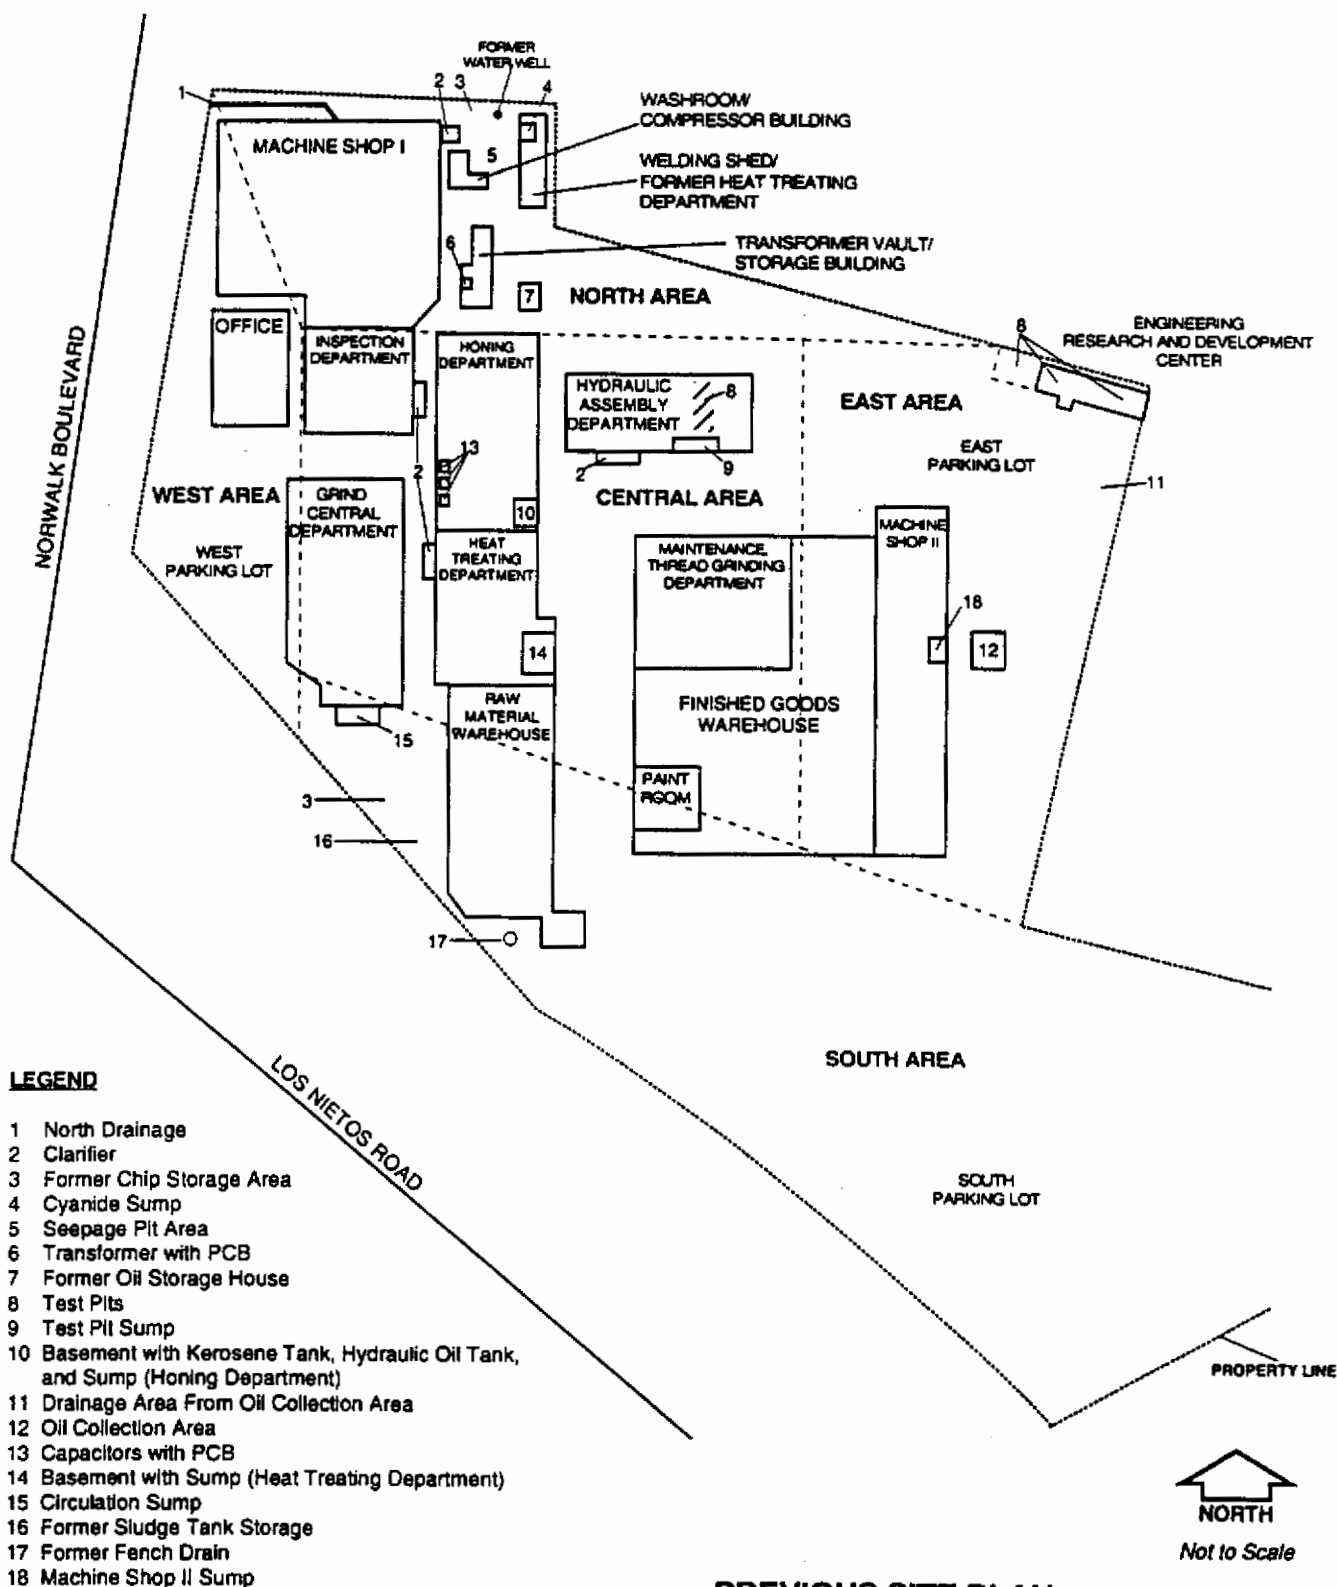 FORMER
WATER WELL
1
2
3
4
WASHROOM/
COMPRESSOR BUILDING
MACHINE SHOP I
5
WELDING SHED/
FORMER HEAT TREATING
DEPARTMENT
6
TRANSFORMER VAULT/
STORAGE BUILDING
7
NORTH AREA
OFFICE
INSPECTION
DEPARTMENT
HONING
DEPARTMENT
8
ENGINEERING
RESEARCH AND DEVELOPMENT
CENTER
HYDRAULIC
ASSEMBLY
DEPARTMENT
8
EAST AREA
NORWALK BOULEVARD
13
2
2
9
EAST
PARKING LOT
11
WEST AREA
GRIND
CENTRAL
DEPARTMENT
10
CENTRAL AREA
WEST
PARKING LOT
HEAT
TREATING
DEPARTMENT
MAINTENANCE,
THREAD GRINDING
DEPARTMENT
MACHINE
SHOP II
18
14
12
RAW
MATERIAL
WAREHOUSE
FINISHED GOODS
WAREHOUSE
15
PAINT
ROOM
3
16
17
SOUTH AREA
LOS NIETOS ROAD
SOUTH
PARKING LOT
PROPERTY LINE
LEGEND
1 North Drainage
2 Clarifier
3 Former Chip Storage Area
4 Cyanide Sump
5 Seepage Pit Area
6 Transformer with PCB
7 Former Oil Storage House
8 Test Pits
9 Test Pit Sump
10 Basement with Kerosene Tank, Hydraulic Oil Tank,
and Sump (Honing Department)
11 Drainage Area From Oil Collection Area
12 Oil Collection Area
13 Capacitors with PCB
14 Basement with Sump (Heat Treating Department)
15 Circulation Sump
16 Former Sludge Tank Storage
17 Former Fench Drain
18 Machine Shop II Sump
NORTH
Not to Scale
PREVIOUS SITE PLAN